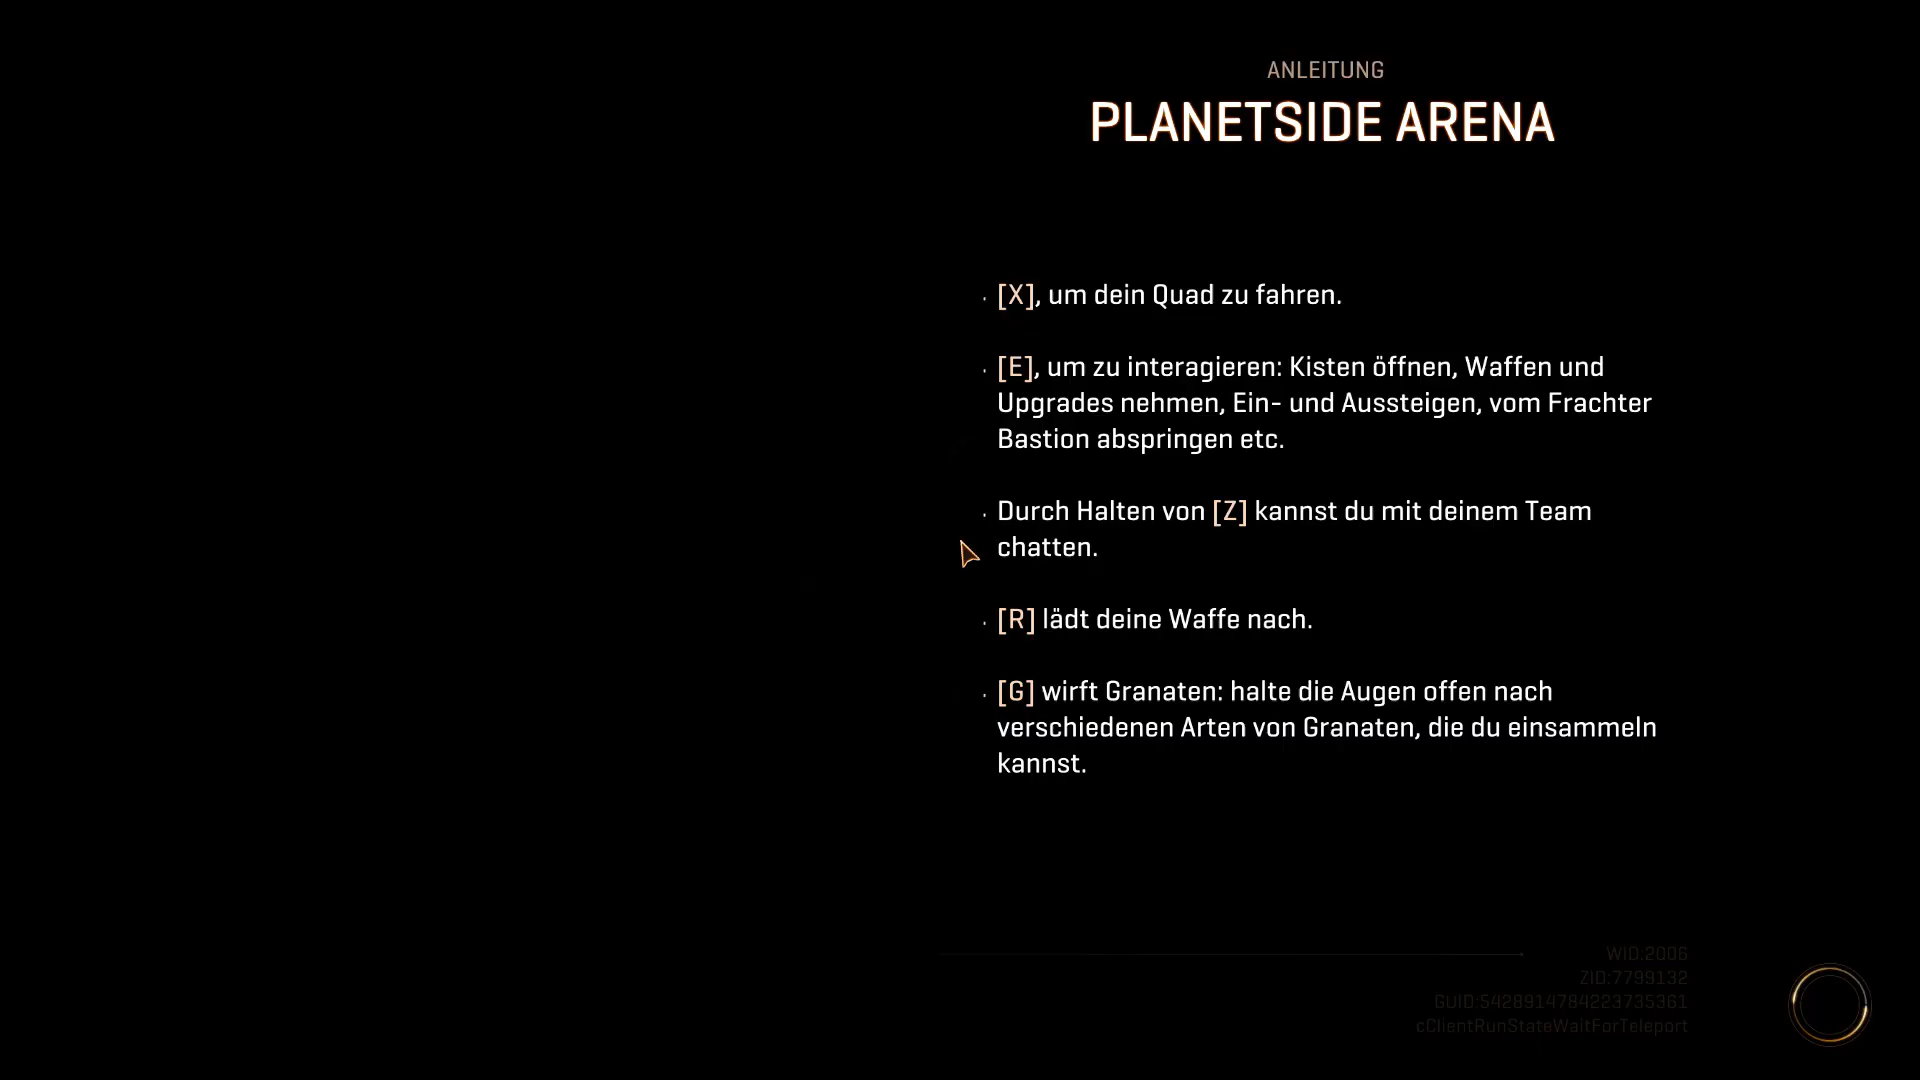 ANLEITUNG
PLANETSIDE ARENA
· [X], um dein Quad zu fahren.
· [E], um zu interagieren: Kisten öffnen, Waffen und
Upgrades nehmen, Ein- und Aussteigen, vom Frachter
Bastion abspringen etc.
· Durch Halten von [Z] kannst du mit deinem Team
chatten.
· [R] lädt deine Waffe nach.
· [G] wirft Granaten: halte die Augen offen nach
verschiedenen Arten von Granaten, die du einsammeln
kannst.
WID:2006
ZID:7799132
GUID:5428914784223735361
cClientRunStateWaitForTeleport